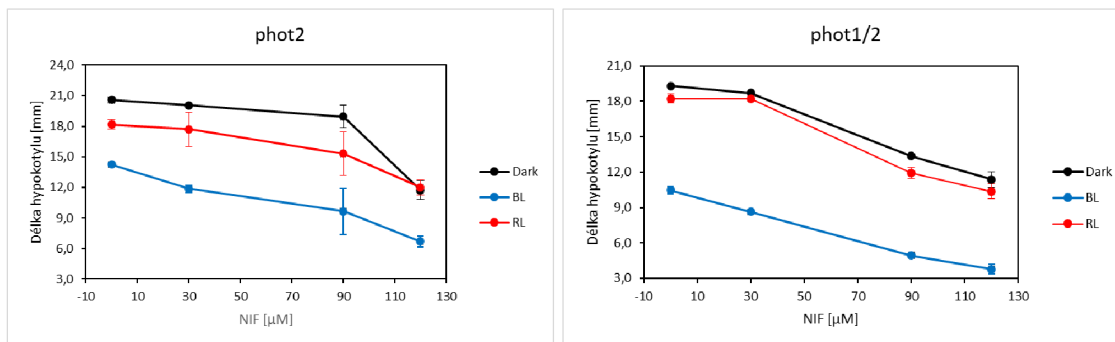 phot2
Délka hypokotylu [mm]
24,0
21,0
18,0
15,0
12,0
9,0
6,0
3,0
-10 10 30 50 70 90 110 130
NIF [µM]
Dark
BL
RL
phot1/2
Délka hypokotylu [mm]
21,0
18,0
15,0
12,0
9,0
6,0
3,0
-10 10 30 50 70 90 110 130
NIF [µM]
Dark
BL
RL